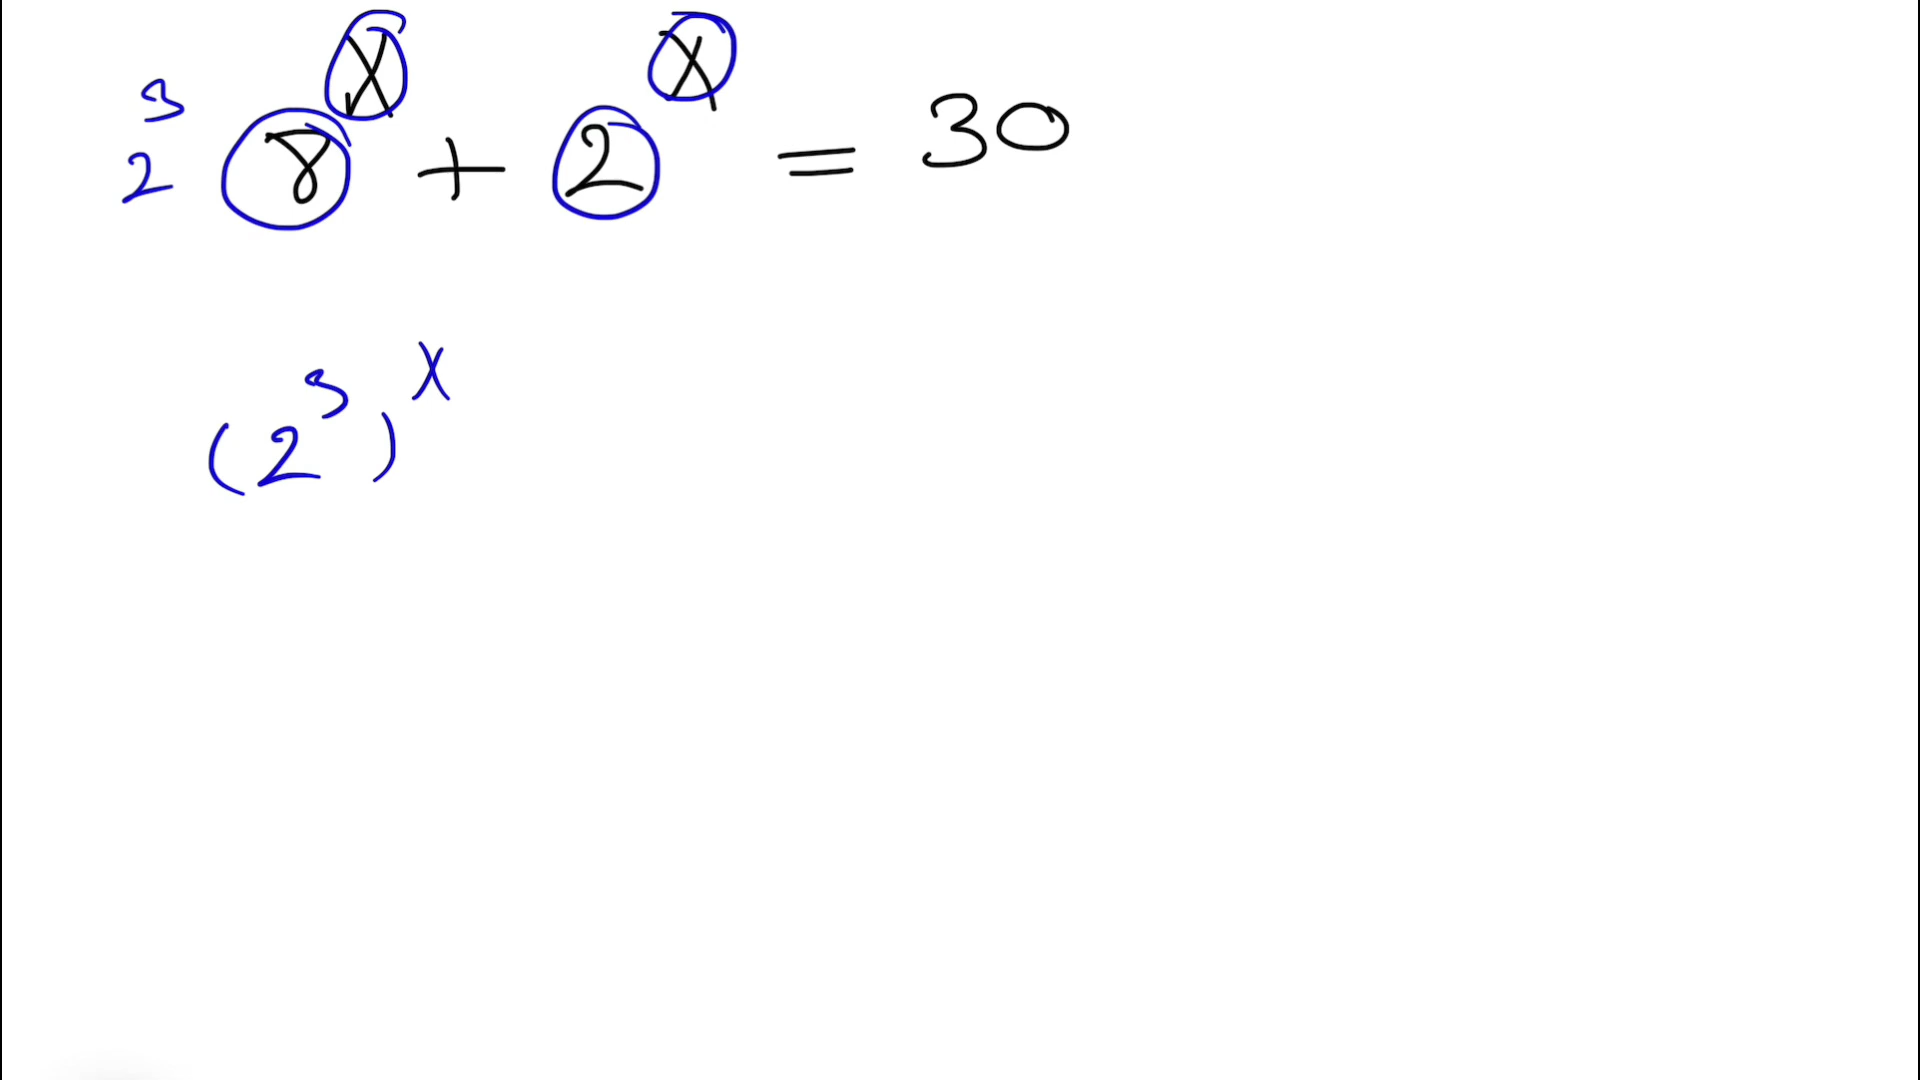 8^x + 2^x = 30
2^3
(2^3)^x